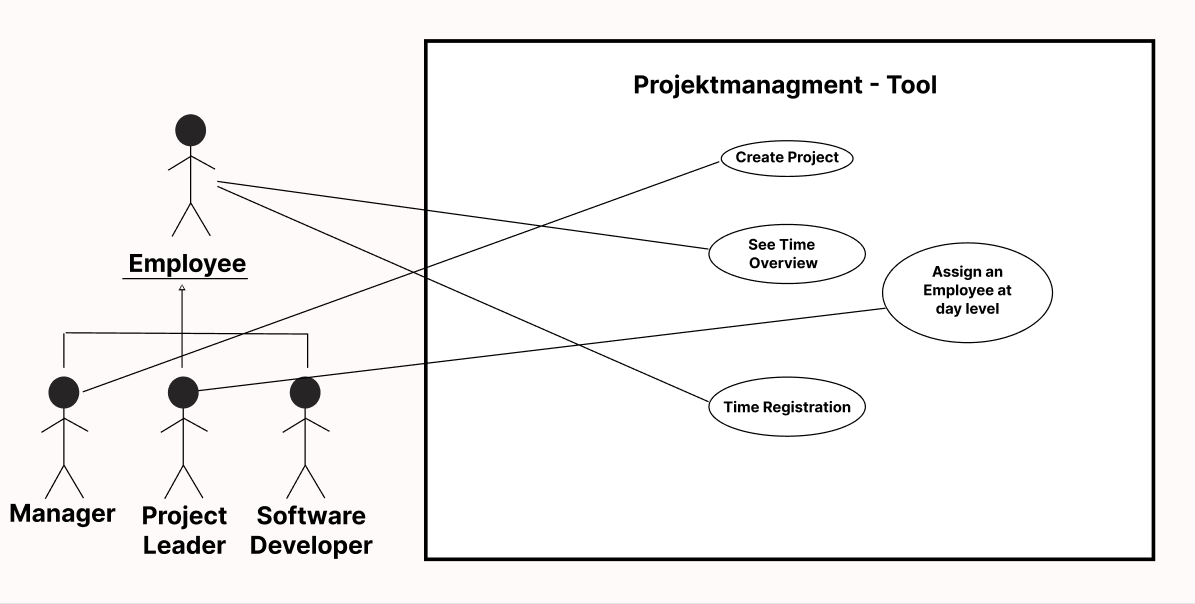 Projektmanagment - Tool
Create Project
See Time
Overview
Assign an
Employee at
day level
Time Registration
Employee
Manager
Project
Leader
Software
Developer